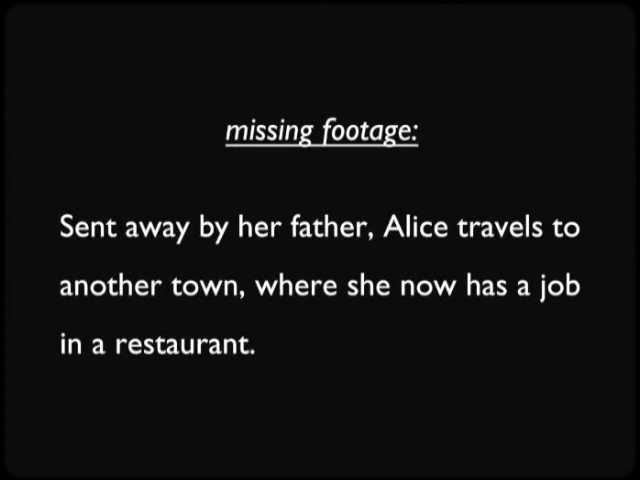 missing footage:
Sent away by her father, Alice travels to
another town, where she now has a job
in a restaurant.